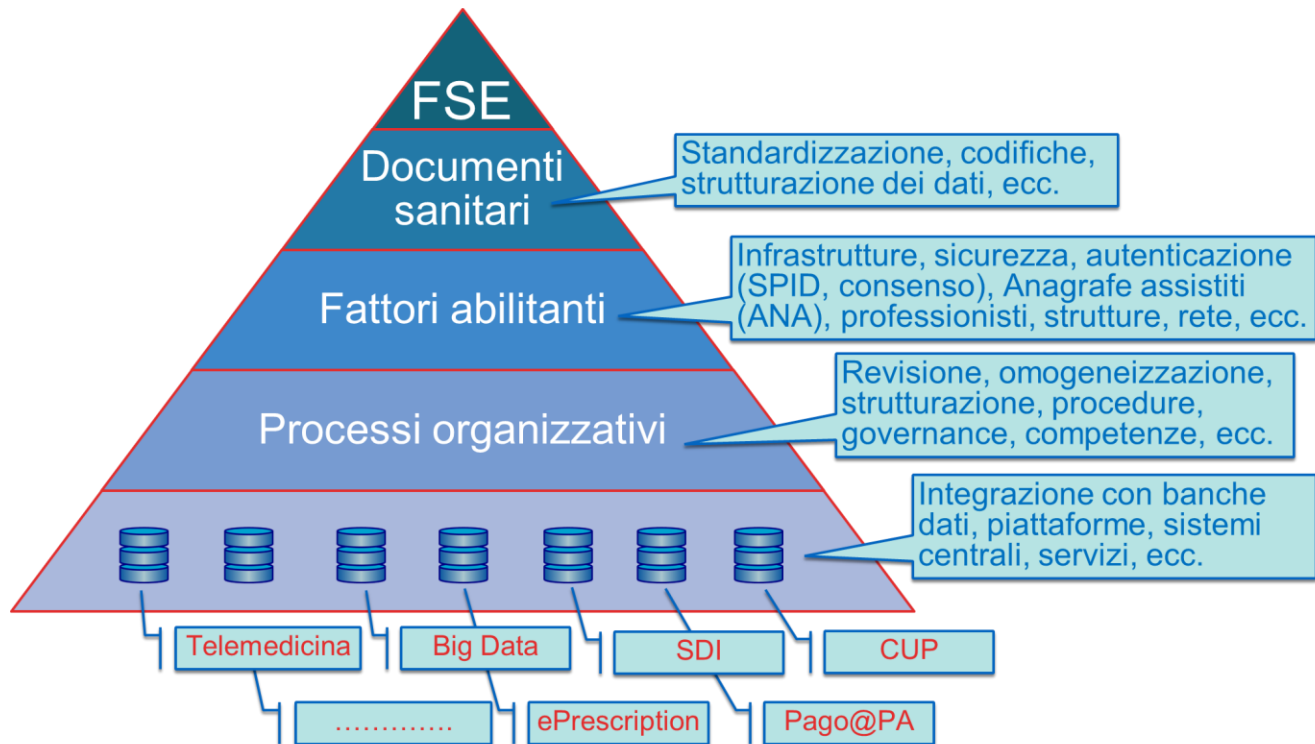 FSE
Documenti
sanitari
Standardizzazione, codifiche,
strutturazione dei dati, ecc.
Fattori abilitanti
Infrastrutture, sicurezza, autenticazione
(SPID, consenso), Anagrafe assistiti
(ANA), professionisti, strutture, rete, ecc.
Processi organizzativi
Revisione, omogeneizzazione,
strutturazione, procedure,
governance, competenze, ecc.
Integrazione con banche
dati, piattaforme, sistemi
centrali, servizi, ecc.
Telemedicina
Big Data
SDI
CUP
………….
ePrescription
Pago@PA